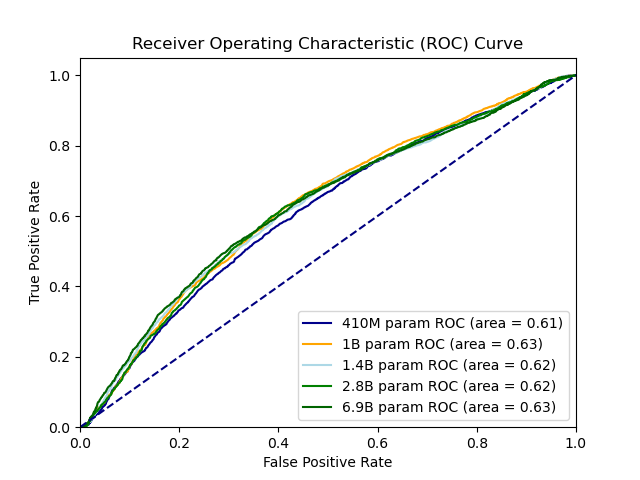 Receiver Operating Characteristic (ROC) Curve
1.0
0.8
0.6
0.4
0.2
0.0
True Positive Rate
410M param ROC (area = 0.61)
1B param ROC (area = 0.63)
1.4B param ROC (area = 0.62)
2.8B param ROC (area = 0.62)
6.9B param ROC (area = 0.63)
0.0 0.2 0.4 0.6 0.8 1.0
False Positive Rate